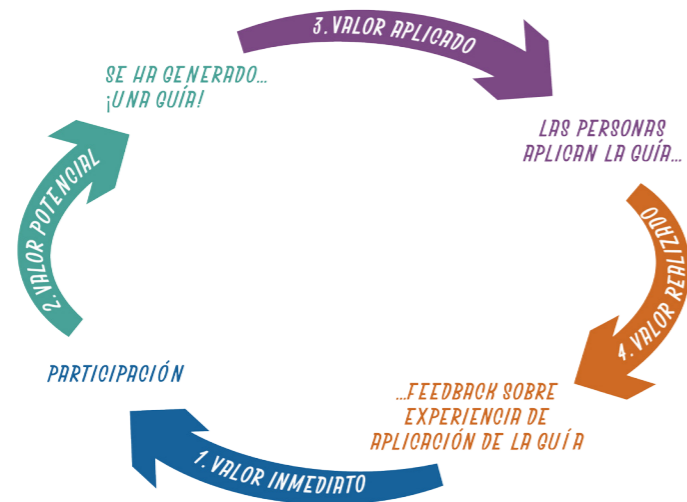 3. VALOR APLICADO
SE HA GENERADO...
¡UNA GUÍA!
LAS PERSONAS
APLICAN LA GUÍA...
2. VALOR POTENCIAL
4. VALOR REALIZADO
PARTICIPACIÓN
...FEEDBACK SOBRE
EXPERIENCIA DE
APLICACIÓN DE LA GUÍA
1. VALOR INMEDIATO